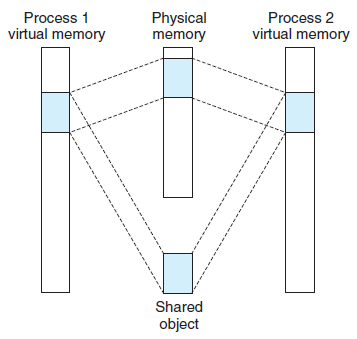 Process 1
virtual memory
Physical
memory
Process 2
virtual memory
Shared
object